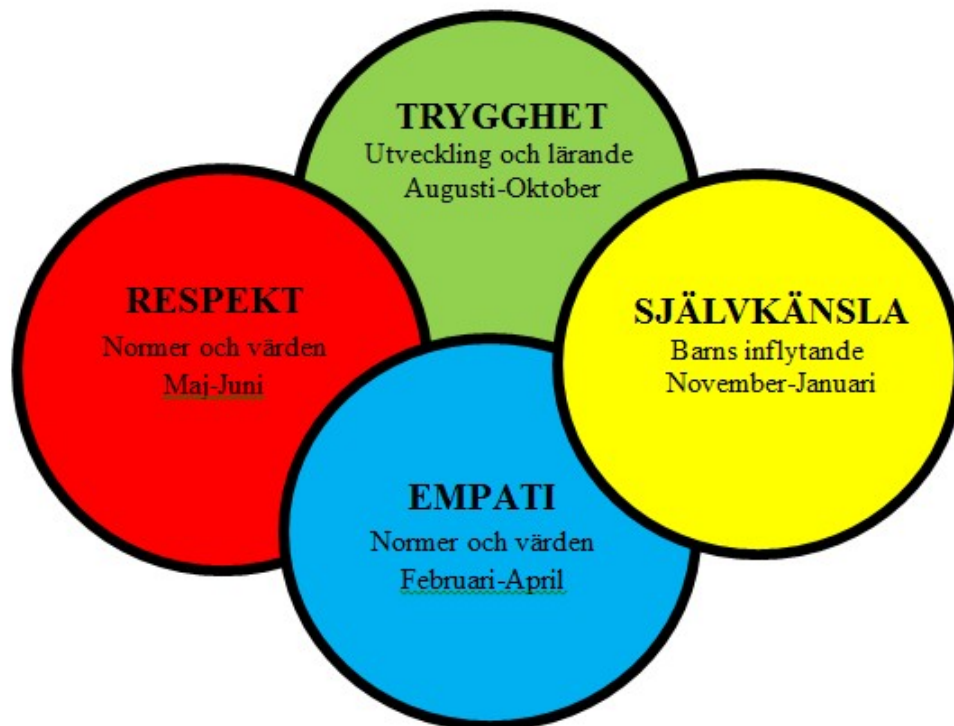 TRYGGHET
Utveckling och lärande
Augusti-Oktober
RESPEKT
Normer och värden
Maj-Juni
SJÄLVKÄNSLA
Barns inflytande
November-Januari
EMPATI
Normer och värden
Februari-April